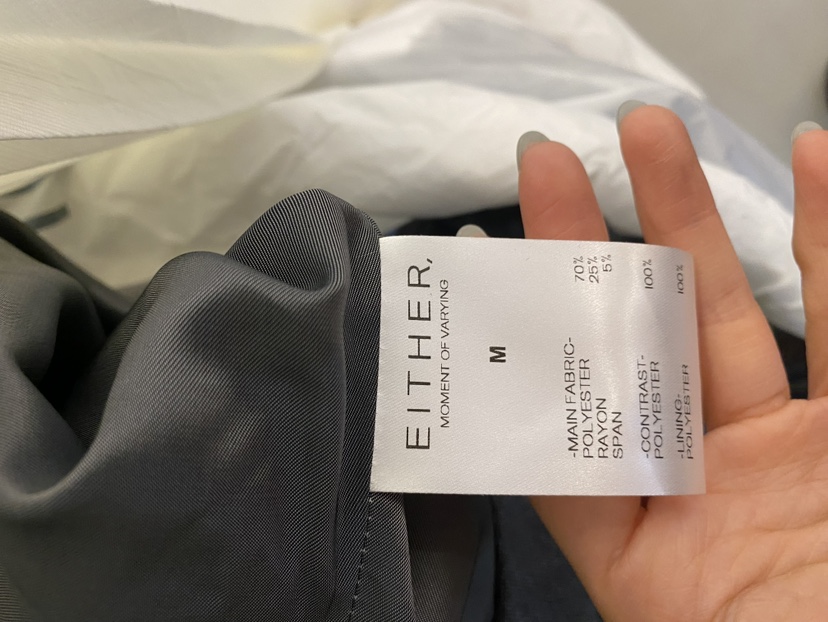 EITHER,
MOMENT OF VARYING
M
-MAIN FABRIC-
POLYESTER 70%
RAYON 25%
SPAN 5%
-CONTRAST-
POLYESTER 100%
-LINING-
POLYESTER 100%